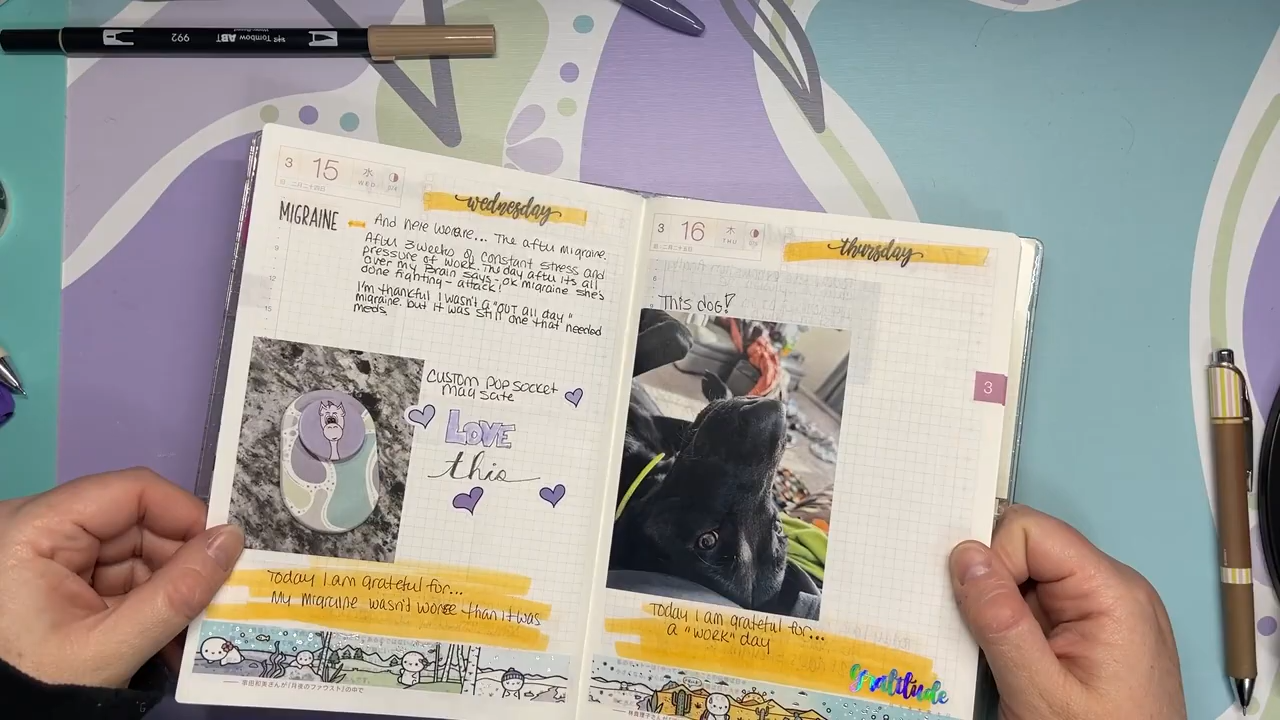 992 ABT Tombow
3 15 水 WED
wednesday
MIGRAINE
And here we are... The after migraine.
After 3 weeks of constant stress and
pressure of work. The day after its all
over my Brain says, "ok migraine she's
done fighting - attack!
I'm thankful I wasn't a "OUT all day"
migraine. but it was still one that needed
meds
custom pop socket
mag safe
LOVE
this
Today I am grateful for...
My migraine wasn't worse than it was
3 16 木 THU
thursday
This dog!
3
Today I am grateful for...
a "WORK" day
Gratitude